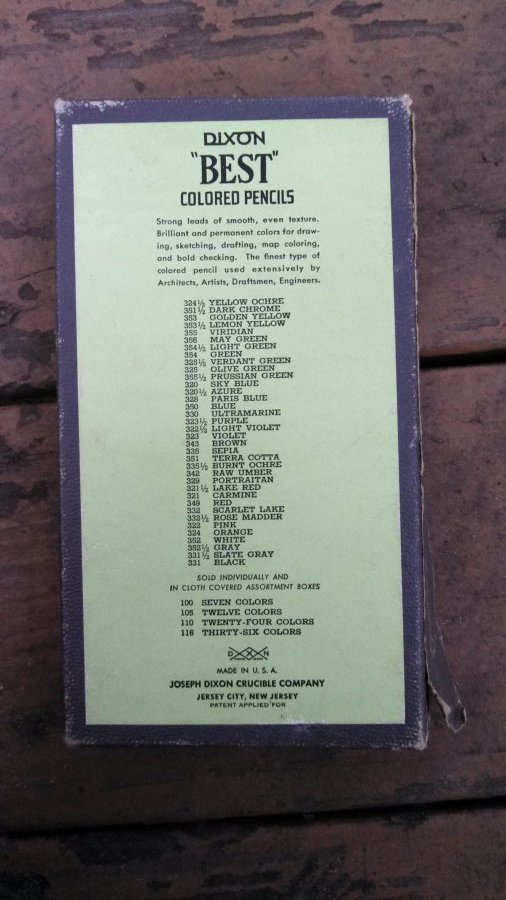 DIXON
"BEST"
COLORED PENCILS
Strong leads of smooth, even texture.
Brilliant and permanent colors for draw-
ing, sketching, drafting, map coloring,
and bold checking. The finest type of
colored pencil used extensively by
Architects, Artists, Draftsmen, Engineers.
324½ YELLOW OCHRE
351½ DARK CHROME
353 GOLDEN YELLOW
353½ LEMON YELLOW
355 VIRIDIAN
356 MAY GREEN
354½ LIGHT GREEN
354 GREEN
325½ VERDANT GREEN
325 OLIVE GREEN
355½ PRUSSIAN GREEN
320 SKY BLUE
320½ AZURE
328 PARIS BLUE
350 BLUE
330 ULTRAMARINE
323½ PURPLE
322½ LIGHT VIOLET
323 VIOLET
343 BROWN
335 SEPIA
351 TERRA COTTA
335½ BURNT OCHRE
342 RAW UMBER
329 PORTRAITAN
321½ LAKE RED
321 CARMINE
349 RED
332 SCARLET LAKE
332½ ROSE MADDER
322 PINK
324 ORANGE
352 WHITE
352½ GRAY
331½ SLATE GRAY
331 BLACK
SOLD INDIVIDUALLY AND
IN CLOTH COVERED ASSORTMENT BOXES
100 SEVEN COLORS
105 TWELVE COLORS
110 TWENTY-FOUR COLORS
116 THIRTY-SIX COLORS
DIXON
MADE IN U. S. A.
JOSEPH DIXON CRUCIBLE COMPANY
JERSEY CITY, NEW JERSEY
PATENT APPLIED FOR